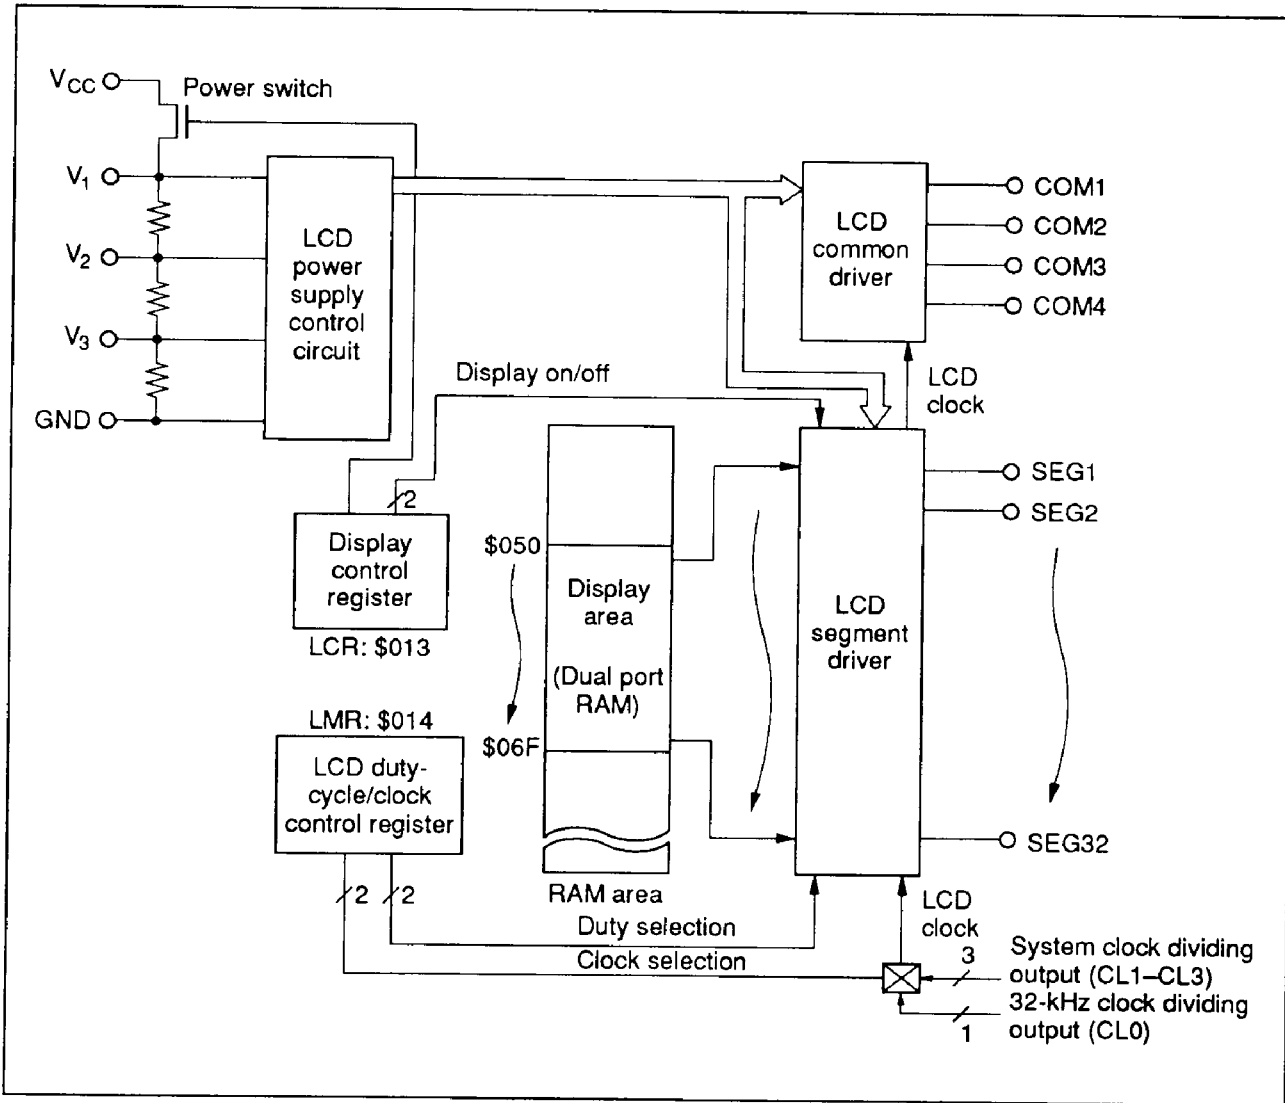 VCC
Power switch
V1
V2
V3
GND
LCD
power
supply
control
circuit
LCD
common
driver
COM1
COM2
COM3
COM4
Display on/off
LCD
clock
2
Display
control
register
LCR: $013
$050
Display
area
(Dual port
RAM)
$06F
RAM area
LCD
segment
driver
SEG1
SEG2
SEG32
LMR: $014
LCD duty-
cycle/clock
control register
2
2
Duty selection
Clock selection
LCD
clock
3
System clock dividing
output (CL1–CL3)
32-kHz clock dividing
output (CL0)
1